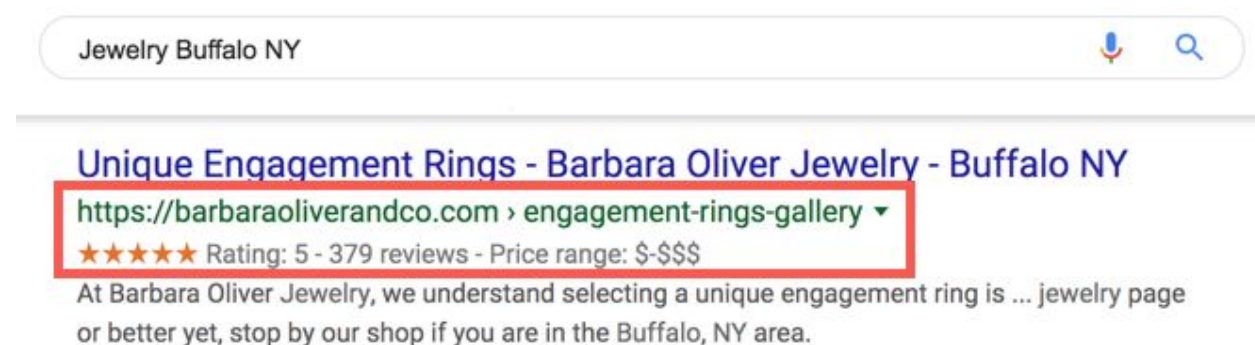 Jewelry Buffalo NY
Unique Engagement Rings - Barbara Oliver Jewelry - Buffalo NY
https://barbaraoliverandco.com › engagement-rings-gallery
Rating: 5 - 379 reviews - Price range: $-$$$
At Barbara Oliver Jewelry, we understand selecting a unique engagement ring is ... jewelry page
or better yet, stop by our shop if you are in the Buffalo, NY area.